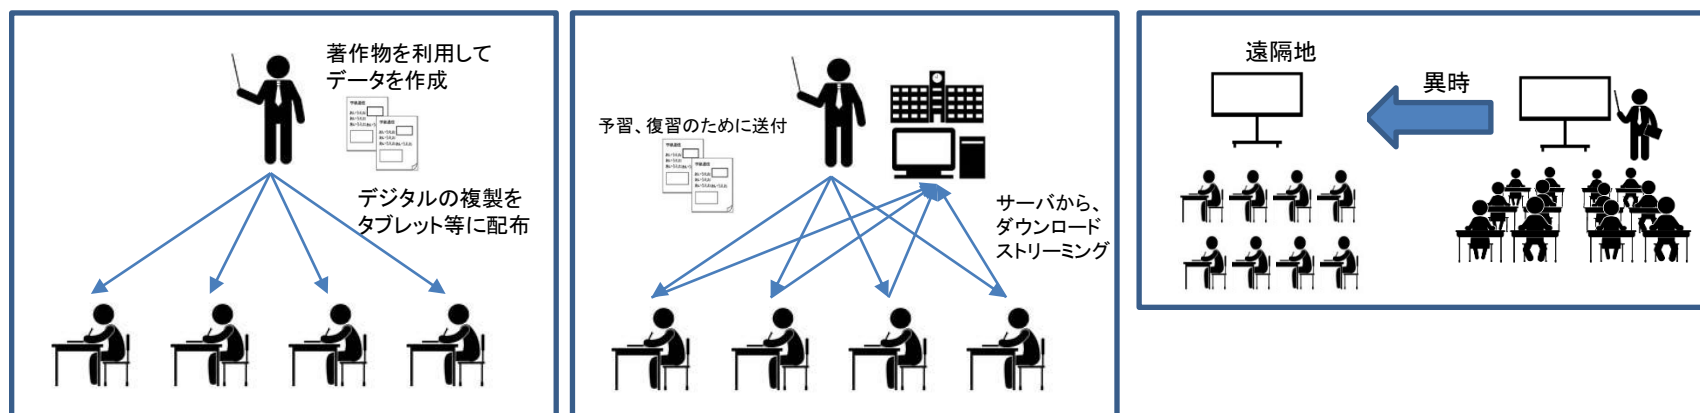 著作物を利用して
データを作成
デジタルの複製を
タブレット等に配布
予習、復習のために送付
サーバから、
ダウンロード
ストリーミング
遠隔地
異時